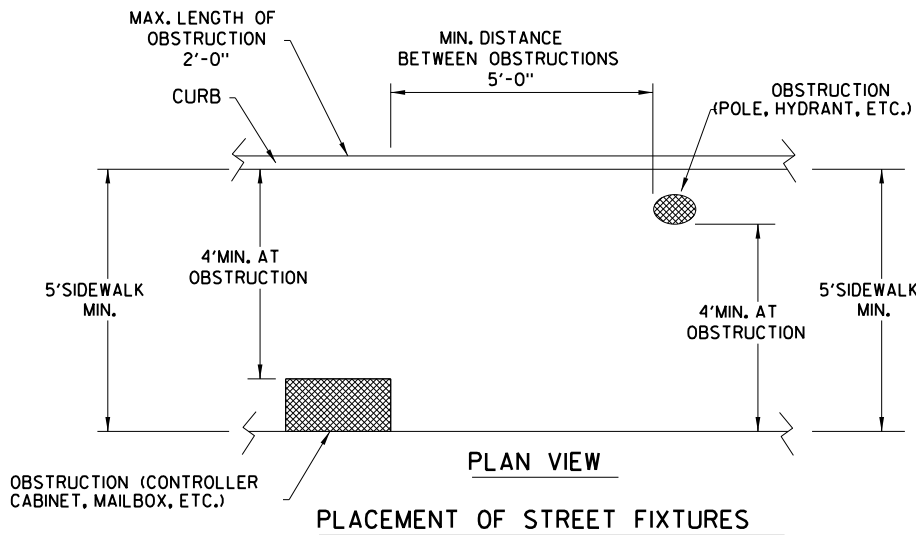 MAX. LENGTH OF
OBSTRUCTION
2'-0"
CURB
MIN. DISTANCE
BETWEEN OBSTRUCTIONS
5'-0"
OBSTRUCTION
(POLE, HYDRANT, ETC.)
5'SIDEWALK
MIN.
4'MIN. AT
OBSTRUCTION
4'MIN. AT
OBSTRUCTION
5'SIDEWALK
MIN.
OBSTRUCTION (CONTROLLER
CABINET, MAILBOX, ETC.)
PLAN VIEW
PLACEMENT OF STREET FIXTURES